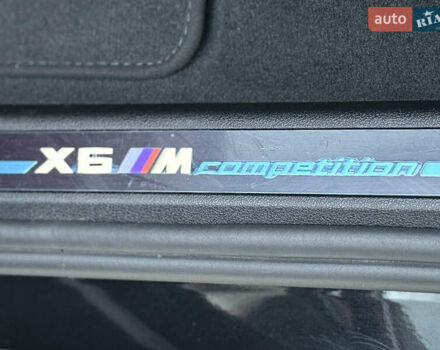 auto RIA
X6 M competition